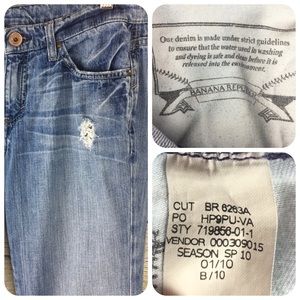 Our denim is made under strict guidelines
to ensure that the water used in washing
and dyeing is safe and clean before it is
released into the environment.
BANANA REPUBLIC
CUT BR 6263A
PO HP9PU-VA
STY 719856-01-1
VENDOR 000309015
SEASON SP 10
01/10
B/10